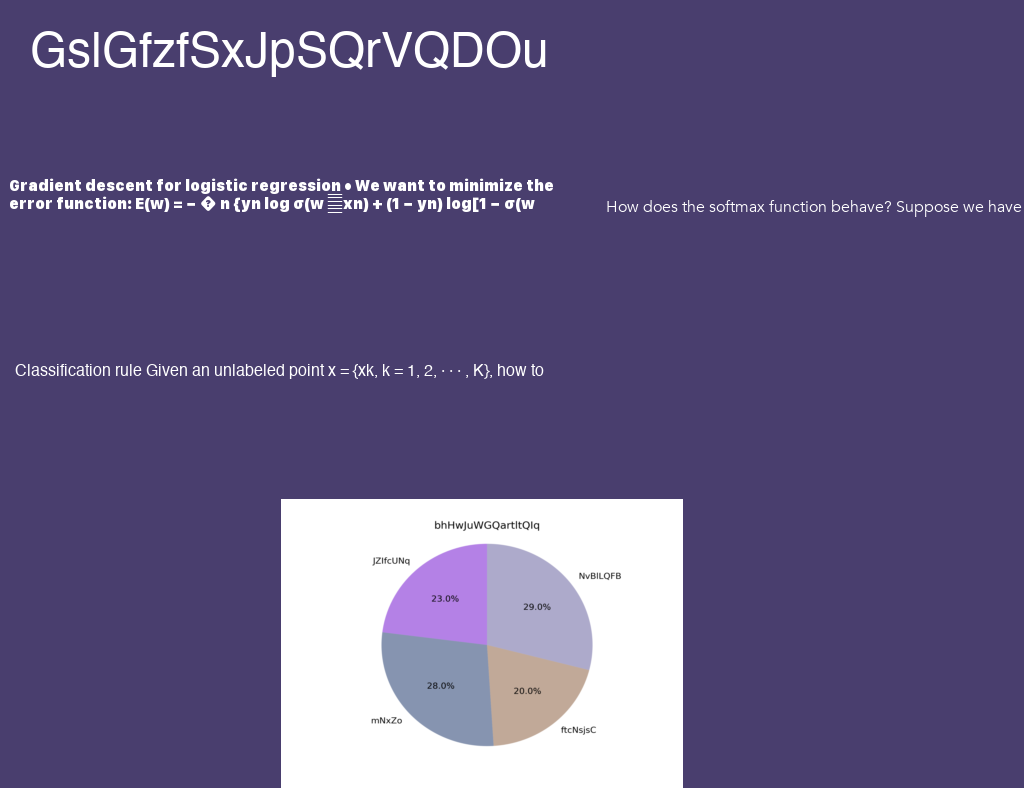 GslGfzfSxJpSQrVQDOu
Gradient descent for logistic regression • We want to minimize the
error function: E(w) = − � n {yn log σ(w ䷀xn) + (1 − yn) log[1 − σ(w
How does the softmax function behave? Suppose we have
Classification rule Given an unlabeled point x = {xk, k = 1, 2, · · · , K}, how to
bhHwJuWGQartItQIq
JZIfcUNq
NvBILQFB
23.0%
29.0%
28.0%
20.0%
mNxZo
ftcNsjsC